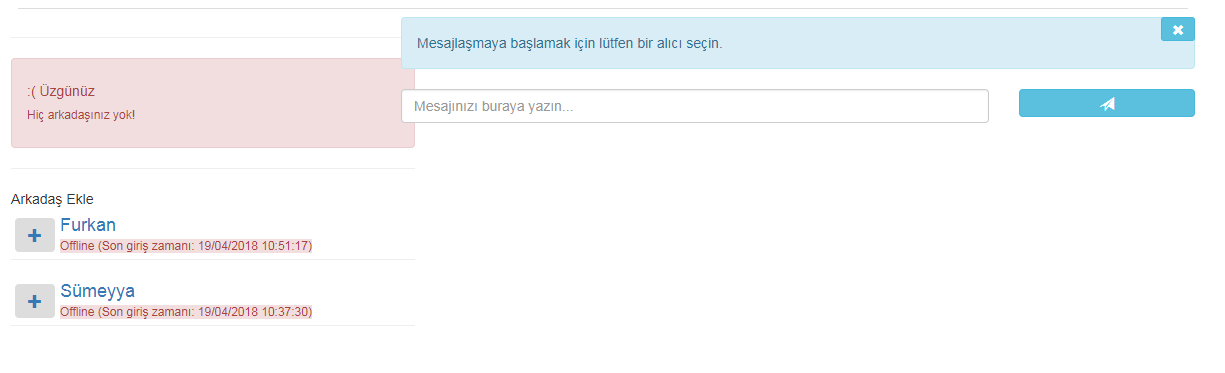 :( Üzgünüz
Hiç arkadaşınız yok!
Arkadaş Ekle
Furkan
Offline (Son giriş zamanı: 19/04/2018 10:51:17)
Sümeyya
Offline (Son giriş zamanı: 19/04/2018 10:37:30)
Mesajlaşmaya başlamak için lütfen bir alıcı seçin.
Mesajınızı buraya yazın...